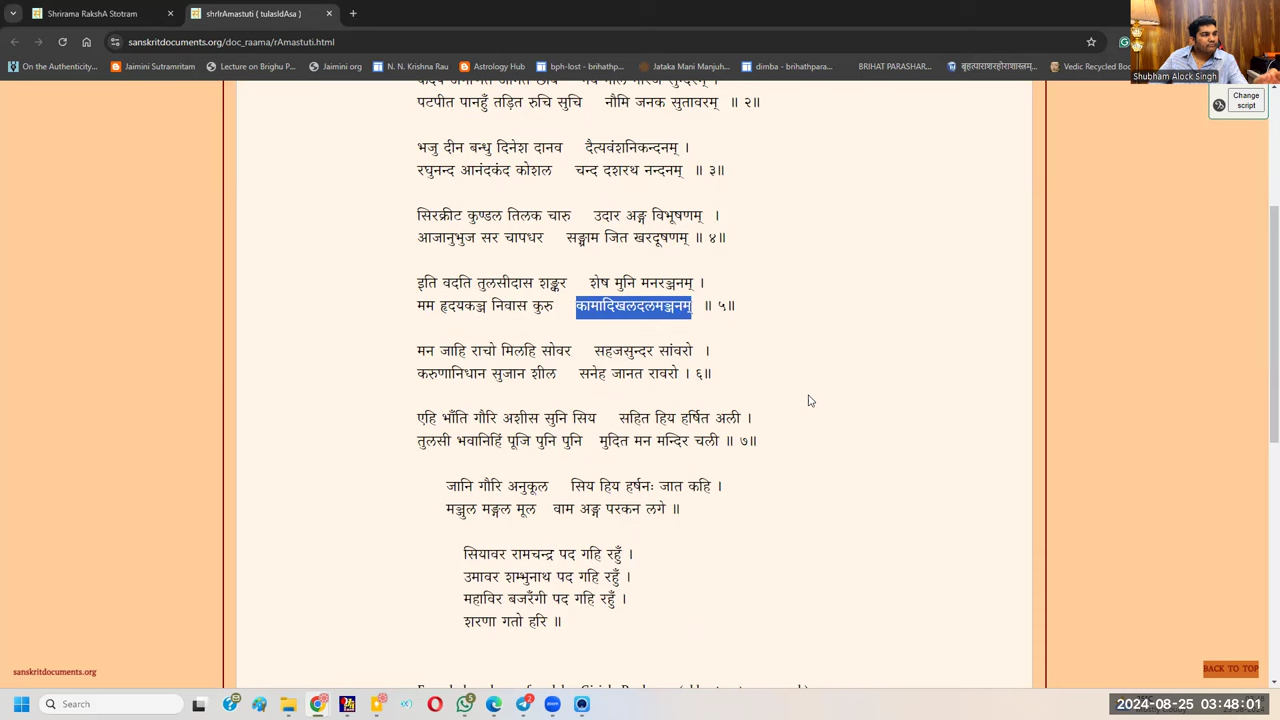 Shrirama RakshA Stotram
shrIrAmastuti ( tulasIdAsa )
sanskritdocuments.org/doc_raama/rAmastuti.html
On the Authenticity...
Jaimini Sutramrit
Lecture on Brighu P...
Jaimini org
N. N. Krishna Rau
Astrology Hub
bph-lost - brihathp...
Jataka Mani Manjuh...
dimba - brihathpara...
BRIHAT PARASHAR...
बृहत्पाराशरहोराशास्त्रम्...
Vedic Recycled Boo
Shubham Alock Singh
Change
script
पटपीत पानहुँ तड़ित रुचि सुचि नौमि जनक सुतावरम् ॥ २॥
भजु दीन बन्धु दिनेश दानव दैत्यवंशनिकन्दनम् ।
रघुनन्द आनंदकंद कोशल चन्द दशरथ नन्दनम् ॥ ३॥
सिरक्रीट कुण्डल तिलक चारु उदार अङ्ग विभूषणम् ।
आजानुभुज सर चापधर सङ्ग्राम जित खरदूषणम् ॥ ४॥
इति वदति तुलसीदास शङ्कर शेष मुनि मनरञ्जनम् ।
मम हृदयकञ्ज निवास कुरु कामादिखलदलमञ्जनम् ॥ ५॥
मन जाहि राचो मिलहि सोवर सहजसुन्दर सांवरो ।
करुणानिधान सुजान शील सनेह जानत रावरो । ६॥
एहि भाँति गौरि अशीस सुनि सिय सहित हिय हर्षित अली ।
तुलसी भवानिहिं पूजि पुनि पुनि मुदित मन मन्दिर चली ॥ ७॥
जानि गौरि अनुकूल सिय हिय हर्षनः जात कहि ।
मञ्जुल मङ्गल मूल वाम अङ्ग परकन लगे ॥
सियावर रामचन्द्र पद गहि रहुँ ।
उमावर शम्भुनाथ पद गहि रहुँ ।
महाविर बजरँगी पद गहि रहुँ ।
शरणा गतो हरि ॥
sanskritdocuments.org
BACK TO TOP
Search
5
2
zoom
2024-08-25 03:48:01